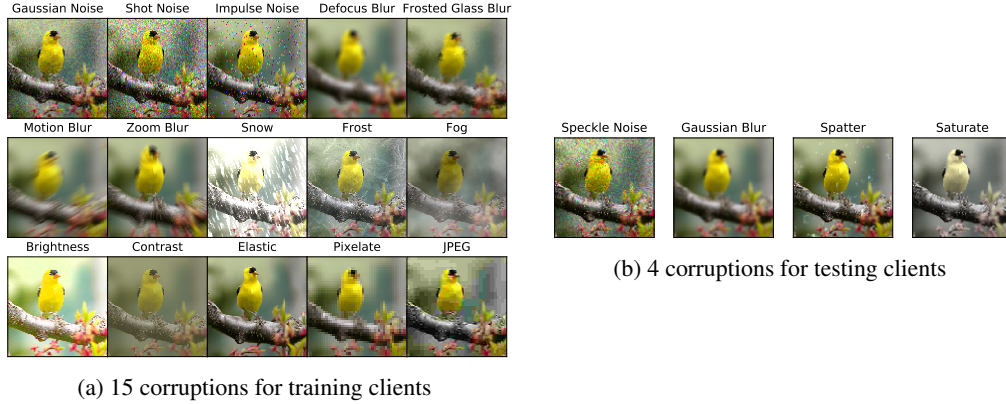 Gaussian Noise Shot Noise Impulse Noise Defocus Blur Frosted Glass Blur
Motion Blur Zoom Blur Snow Frost Fog
Brightness Contrast Elastic Pixelate JPEG
(a) 15 corruptions for training clients
Speckle Noise Gaussian Blur Spatter Saturate
(b) 4 corruptions for testing clients